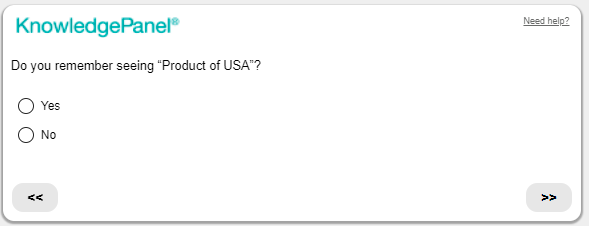 KnowledgePanel®
Need help?
Do you remember seeing “Product of USA”?
Yes
No
<<
>>